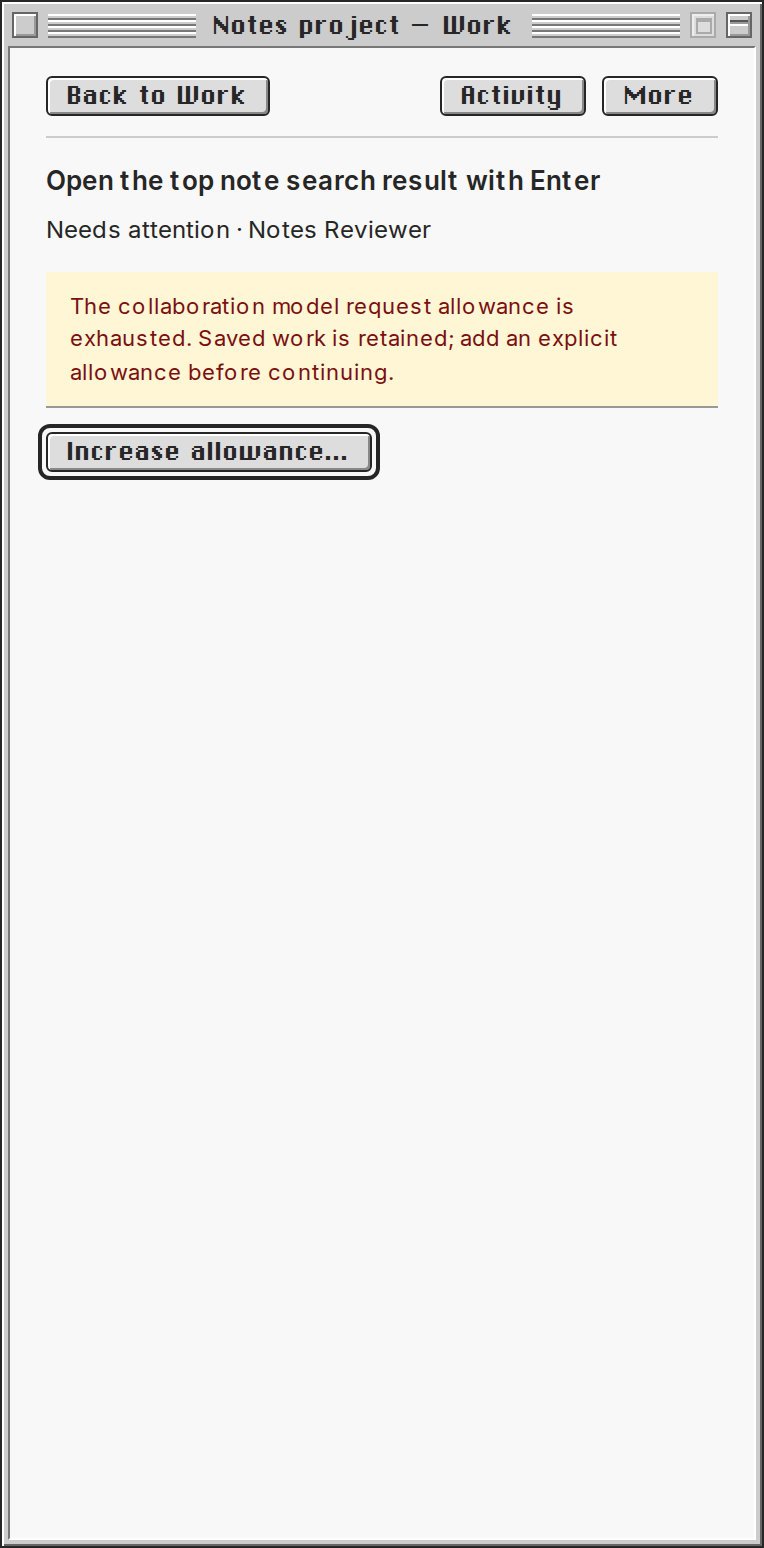 Notes project — Work
Back to Work
Activity
More
Open the top note search result with Enter
Needs attention · Notes Reviewer
The collaboration model request allowance is
exhausted. Saved work is retained; add an explicit
allowance before continuing.
Increase allowance...